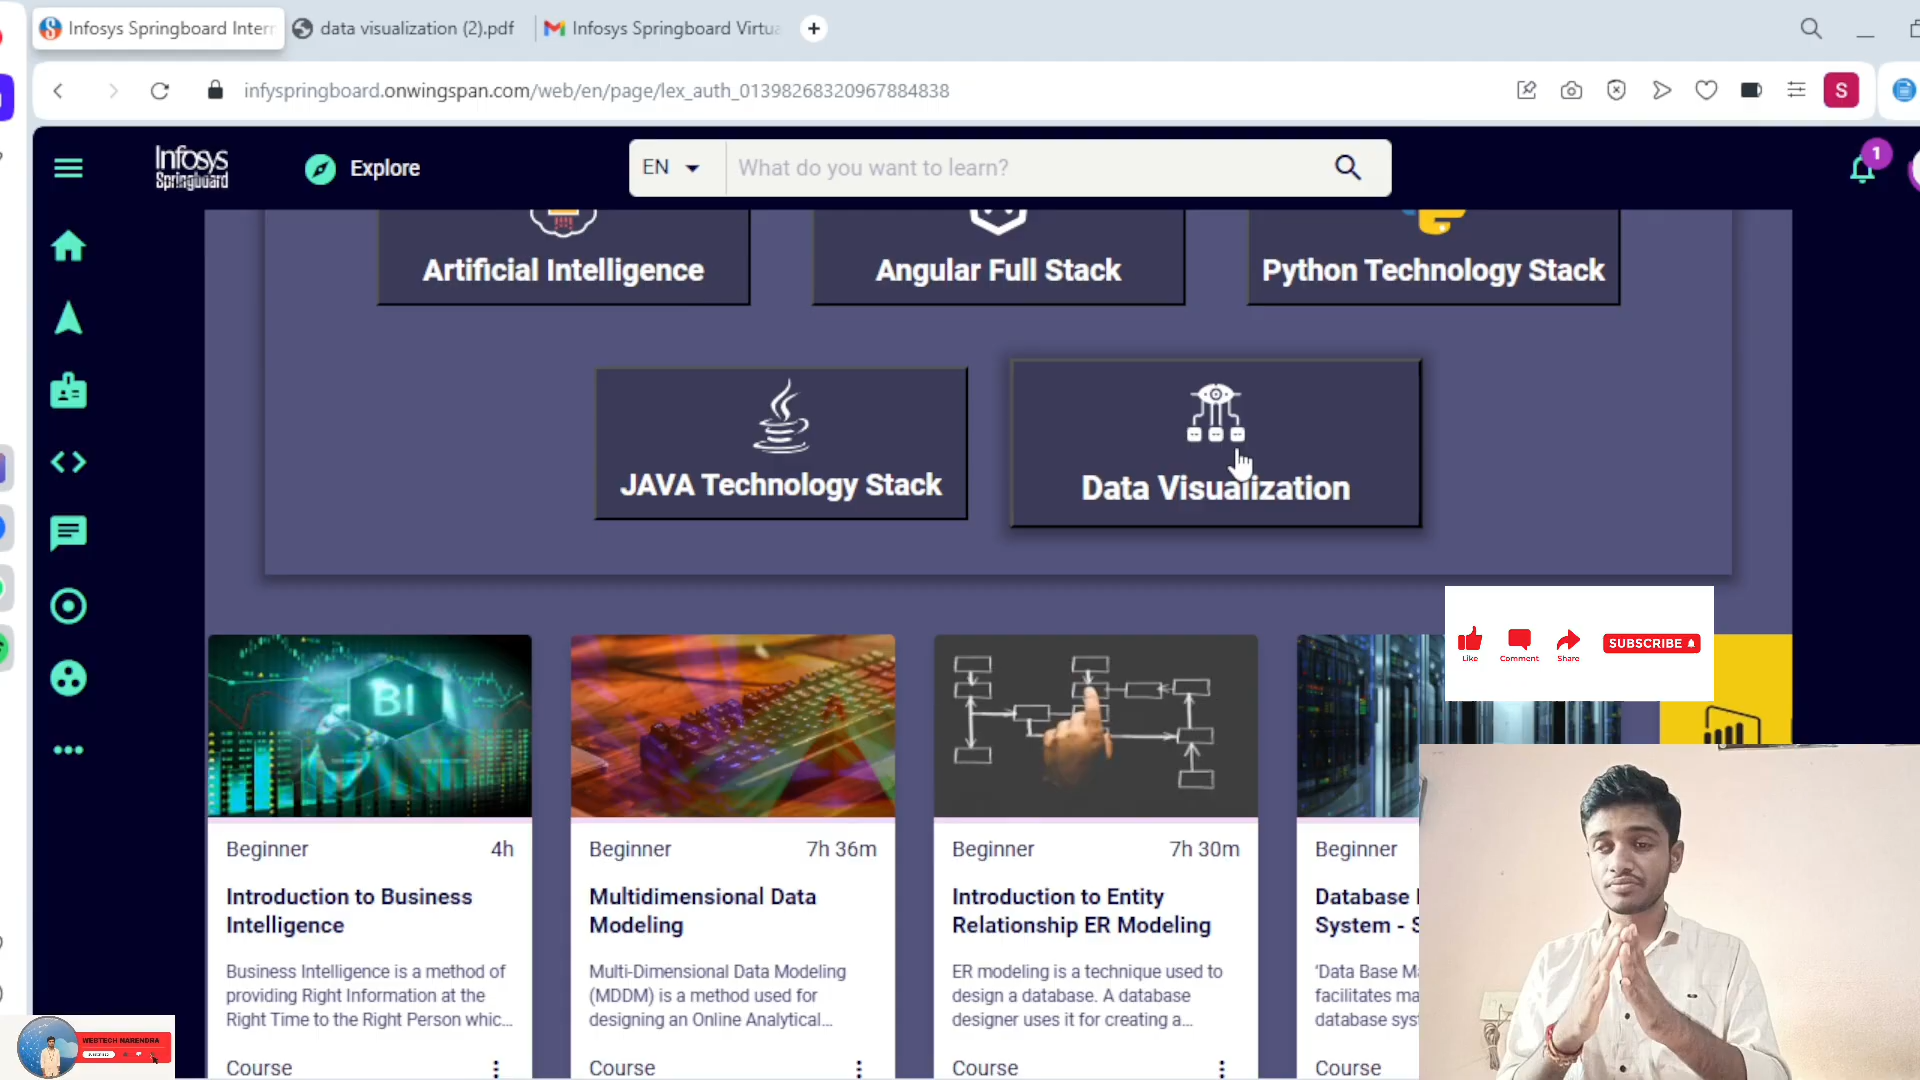 Infosys Springboard Inter
data visualization (2).pdf
Infosys Springboard Virtua
infyspringboard.onwingspan.com/web/en/page/lex_auth_01398268320967884838
S
Infosys
Springboard
Explore
EN
What do you want to learn?
1
Artificial Intelligence
Angular Full Stack
Python Technology Stack
JAVA Technology Stack
Data Visualization
Like
Comment
Share
SUBSCRIBE
BI
Beginner
4h
Introduction to Business
Intelligence
Business Intelligence is a method of
providing Right Information at the
Right Time to the Right Person whic...
Course
Beginner
7h 36m
Multidimensional Data
Modeling
Multi-Dimensional Data Modeling
(MDDM) is a method used for
designing an Online Analytical...
Course
Beginner
7h 30m
Introduction to Entity
Relationship ER Modeling
ER modeling is a technique used to
design a database. A database
designer uses it for creating a...
Course
Beginner
Database
System - S
'Data Base Ma
facilitates ma
database sys
Course
WEBTECH NARENDRA